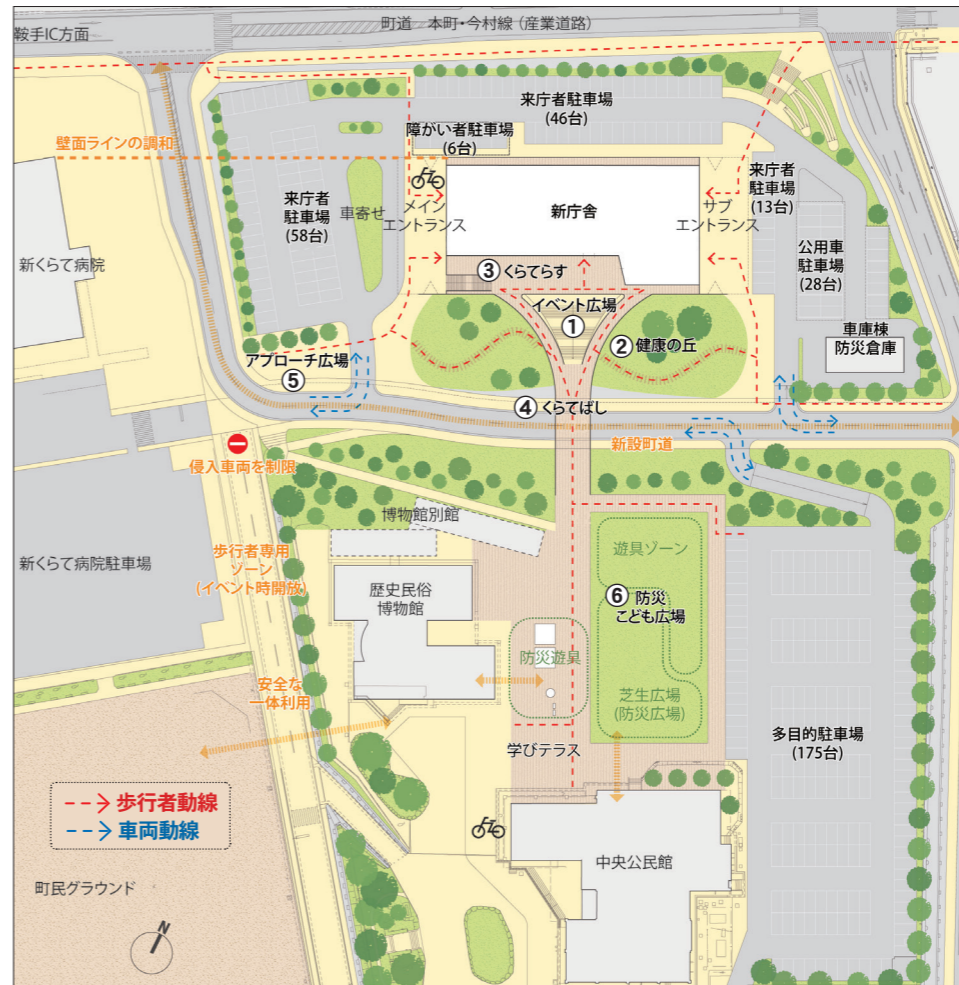 町道　本町・今村線（産業道路）
鞍手IC方面
来庁者駐車場
(46台)
障がい者駐車場
(6台)
壁面ラインの調和
来庁者
駐車場
(58台)
車寄せ
メイン
エントランス
新庁舎
サブ
エントランス
来庁者
駐車場
(13台)
公用車
駐車場
(28台)
新くらて病院
③くらてらす
イベント広場
①
②健康の丘
車庫棟
防災倉庫
アプローチ広場
⑤
④くらてばし
新設町道
侵入車両を制限
博物館別館
新くらて病院駐車場
歩行者専用
ゾーン
(イベント時開放)
遊具ゾーン
歴史民俗
博物館
⑥防災
こども広場
防災遊具
安全な
一体利用
芝生広場
(防災広場)
学びテラス
多目的駐車場
(175台)
歩行者動線
車両動線
中央公民館
町民グラウンド
N